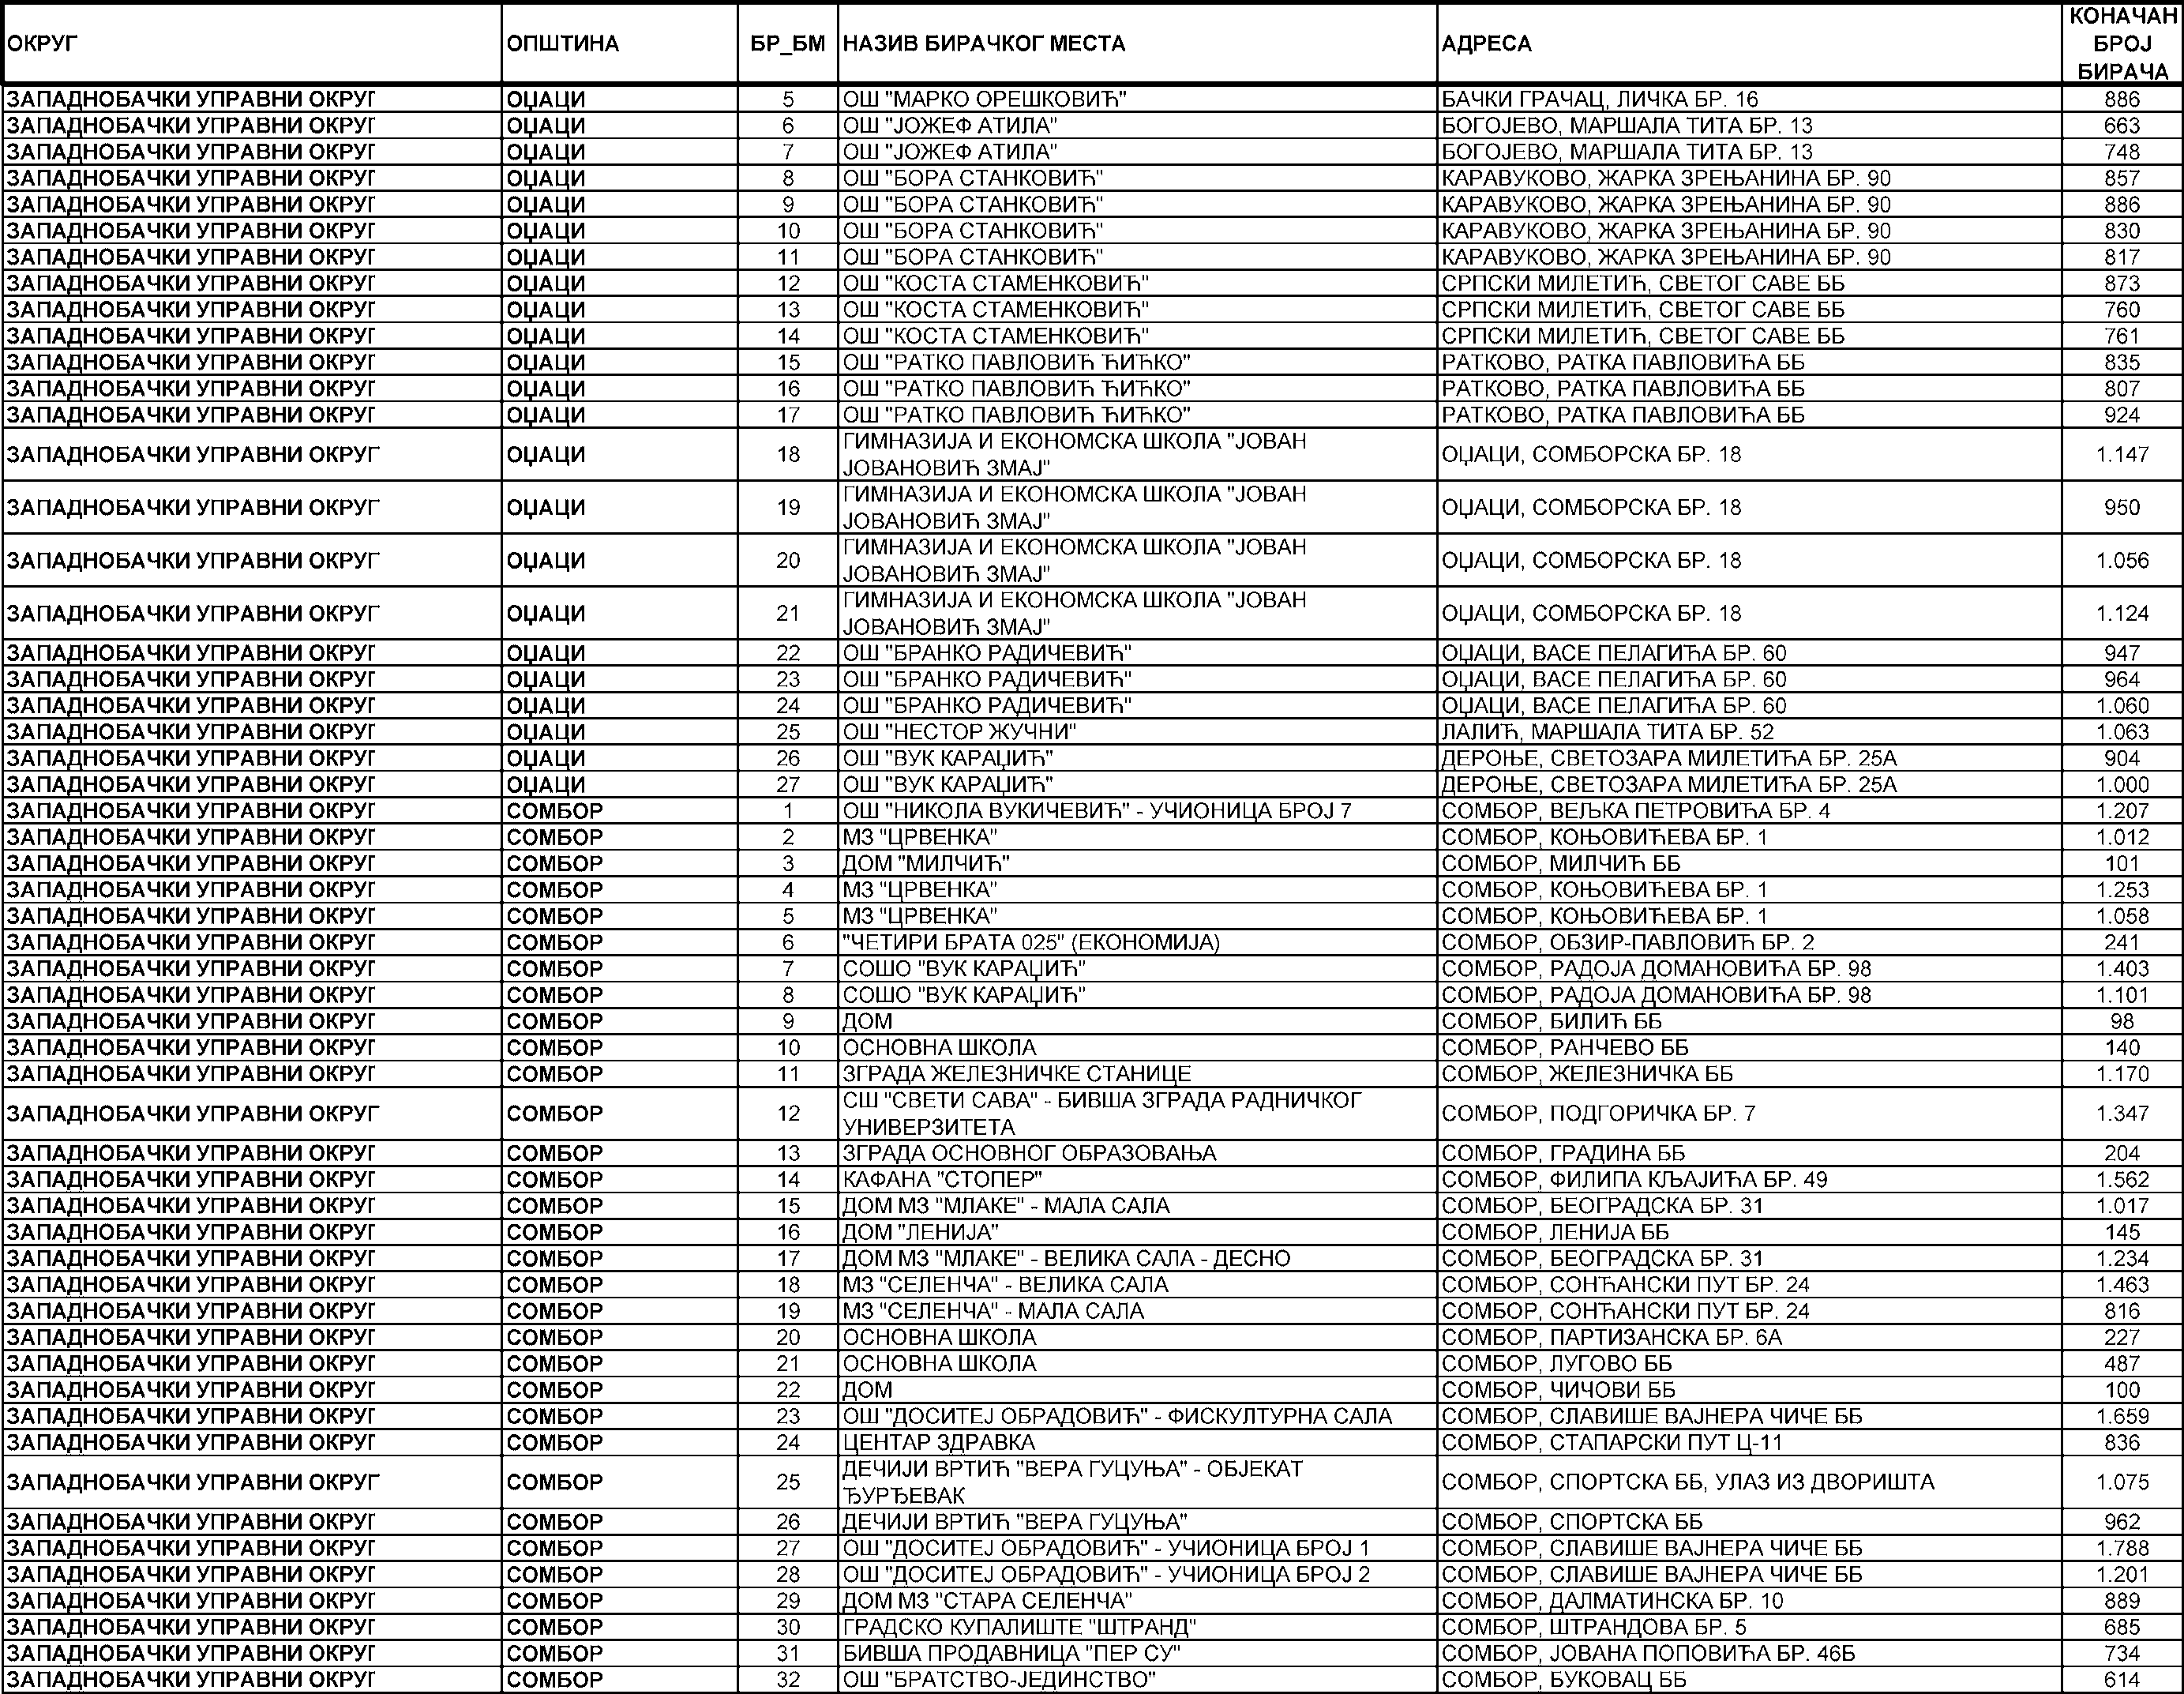 ОКРУГ ОПШТИНА БР_БМ НАЗИВ БИРАЧКОГ МЕСТА АДРЕСА КОНАЧАН БРОЈ БИРАЧА
ЗАПАДНОБАЧКИ УПРАВНИ ОКРУГ ОЏАЦИ 5 ОШ "МАРКО ОРЕШКОВИЋ" БАЧКИ ГРАЧАЦ, ЛИЧКА БР. 16 886
ЗАПАДНОБАЧКИ УПРАВНИ ОКРУГ ОЏАЦИ 6 ОШ "ЈОЖЕФ АТИЛА" БОГОЈЕВО, МАРШАЛА ТИТА БР. 13 663
ЗАПАДНОБАЧКИ УПРАВНИ ОКРУГ ОЏАЦИ 7 ОШ "ЈОЖЕФ АТИЛА" БОГОЈЕВО, МАРШАЛА ТИТА БР. 13 748
ЗАПАДНОБАЧКИ УПРАВНИ ОКРУГ ОЏАЦИ 8 ОШ "БОРА СТАНКОВИЋ" КАРАВУКОВО, ЖАРКА ЗРЕЊАНИНА БР. 90 857
ЗАПАДНОБАЧКИ УПРАВНИ ОКРУГ ОЏАЦИ 9 ОШ "БОРА СТАНКОВИЋ" КАРАВУКОВО, ЖАРКА ЗРЕЊАНИНА БР. 90 886
ЗАПАДНОБАЧКИ УПРАВНИ ОКРУГ ОЏАЦИ 10 ОШ "БОРА СТАНКОВИЋ" КАРАВУКОВО, ЖАРКА ЗРЕЊАНИНА БР. 90 830
ЗАПАДНОБАЧКИ УПРАВНИ ОКРУГ ОЏАЦИ 11 ОШ "БОРА СТАНКОВИЋ" КАРАВУКОВО, ЖАРКА ЗРЕЊАНИНА БР. 90 817
ЗАПАДНОБАЧКИ УПРАВНИ ОКРУГ ОЏАЦИ 12 ОШ "КОСТА СТАМЕНКОВИЋ" СРПСКИ МИЛЕТИЋ, СВЕТОГ САВЕ ББ 873
ЗАПАДНОБАЧКИ УПРАВНИ ОКРУГ ОЏАЦИ 13 ОШ "КОСТА СТАМЕНКОВИЋ" СРПСКИ МИЛЕТИЋ, СВЕТОГ САВЕ ББ 760
ЗАПАДНОБАЧКИ УПРАВНИ ОКРУГ ОЏАЦИ 14 ОШ "КОСТА СТАМЕНКОВИЋ" СРПСКИ МИЛЕТИЋ, СВЕТОГ САВЕ ББ 761
ЗАПАДНОБАЧКИ УПРАВНИ ОКРУГ ОЏАЦИ 15 ОШ "РАТКО ПАВЛОВИЋ ЋИЋКО" РАТКОВО, РАТКА ПАВЛОВИЋА ББ 835
ЗАПАДНОБАЧКИ УПРАВНИ ОКРУГ ОЏАЦИ 16 ОШ "РАТКО ПАВЛОВИЋ ЋИЋКО" РАТКОВО, РАТКА ПАВЛОВИЋА ББ 807
ЗАПАДНОБАЧКИ УПРАВНИ ОКРУГ ОЏАЦИ 17 ОШ "РАТКО ПАВЛОВИЋ ЋИЋКО" РАТКОВО, РАТКА ПАВЛОВИЋА ББ 924
ЗАПАДНОБАЧКИ УПРАВНИ ОКРУГ ОЏАЦИ 18 ГИМНАЗИЈА И ЕКОНОМСКА ШКОЛА "ЈОВАН
ЈОВАНОВИЋ ЗМАЈ" ОЏАЦИ, СОМБОРСКА БР. 18 1.147
ЗАПАДНОБАЧКИ УПРАВНИ ОКРУГ ОЏАЦИ 19 ГИМНАЗИЈА И ЕКОНОМСКА ШКОЛА "ЈОВАН
ЈОВАНОВИЋ ЗМАЈ" ОЏАЦИ, СОМБОРСКА БР. 18 950
ЗАПАДНОБАЧКИ УПРАВНИ ОКРУГ ОЏАЦИ 20 ГИМНАЗИЈА И ЕКОНОМСКА ШКОЛА "ЈОВАН
ЈОВАНОВИЋ ЗМАЈ" ОЏАЦИ, СОМБОРСКА БР. 18 1.056
ЗАПАДНОБАЧКИ УПРАВНИ ОКРУГ ОЏАЦИ 21 ГИМНАЗИЈА И ЕКОНОМСКА ШКОЛА "ЈОВАН
ЈОВАНОВИЋ ЗМАЈ" ОЏАЦИ, СОМБОРСКА БР. 18 1.124
ЗАПАДНОБАЧКИ УПРАВНИ ОКРУГ ОЏАЦИ 22 ОШ "БРАНКО РАДИЧЕВИЋ" ОЏАЦИ, ВАСЕ ПЕЛАГИЋА БР. 60 947
ЗАПАДНОБАЧКИ УПРАВНИ ОКРУГ ОЏАЦИ 23 ОШ "БРАНКО РАДИЧЕВИЋ" ОЏАЦИ, ВАСЕ ПЕЛАГИЋА БР. 60 964
ЗАПАДНОБАЧКИ УПРАВНИ ОКРУГ ОЏАЦИ 24 ОШ "БРАНКО РАДИЧЕВИЋ" ОЏАЦИ, ВАСЕ ПЕЛАГИЋА БР. 60 1.060
ЗАПАДНОБАЧКИ УПРАВНИ ОКРУГ ОЏАЦИ 25 ОШ "НЕСТОР ЖУЧНИ" ЛАЛИЋ, МАРШАЛА ТИТА БР. 52 1.063
ЗАПАДНОБАЧКИ УПРАВНИ ОКРУГ ОЏАЦИ 26 ОШ "ВУК КАРАЏИЋ" ДЕРОЊЕ, СВЕТОЗАРА МИЛЕТИЋА БР. 25А 904
ЗАПАДНОБАЧКИ УПРАВНИ ОКРУГ ОЏАЦИ 27 ОШ "ВУК КАРАЏИЋ" ДЕРОЊЕ, СВЕТОЗАРА МИЛЕТИЋА БР. 25А 1.000
ЗАПАДНОБАЧКИ УПРАВНИ ОКРУГ СОМБОР 1 ОШ "НИКОЛА ВУКИЧЕВИЋ" - УЧИОНИЦА БРОЈ 7 СОМБОР, ВЕЉКА ПЕТРОВИЋА БР. 4 1.207
ЗАПАДНОБАЧКИ УПРАВНИ ОКРУГ СОМБОР 2 МЗ "ЦРВЕНКА" СОМБОР, КОЊОВИЋЕВА БР. 1 1.012
ЗАПАДНОБАЧКИ УПРАВНИ ОКРУГ СОМБОР 3 ДОМ "МИЛЧИЋ" СОМБОР, МИЛЧИЋ ББ 101
ЗАПАДНОБАЧКИ УПРАВНИ ОКРУГ СОМБОР 4 МЗ "ЦРВЕНКА" СОМБОР, КОЊОВИЋЕВА БР. 1 1.253
ЗАПАДНОБАЧКИ УПРАВНИ ОКРУГ СОМБОР 5 МЗ "ЦРВЕНКА" СОМБОР, КОЊОВИЋЕВА БР. 1 1.058
ЗАПАДНОБАЧКИ УПРАВНИ ОКРУГ СОМБОР 6 "ЧЕТИРИ БРАТА 025" (ЕКОНОМИЈА) СОМБОР, ОБЗИР-ПАВЛОВИЋ БР. 2 241
ЗАПАДНОБАЧКИ УПРАВНИ ОКРУГ СОМБОР 7 СОШО "ВУК КАРАЏИЋ" СОМБОР, РАДОЈА ДОМАНОВИЋА БР. 98 1.403
ЗАПАДНОБАЧКИ УПРАВНИ ОКРУГ СОМБОР 8 СОШО "ВУК КАРАЏИЋ" СОМБОР, РАДОЈА ДОМАНОВИЋА БР. 98 1.101
ЗАПАДНОБАЧКИ УПРАВНИ ОКРУГ СОМБОР 9 ДОМ СОМБОР, БИЛИЋ ББ 98
ЗАПАДНОБАЧКИ УПРАВНИ ОКРУГ СОМБОР 10 ОСНОВНА ШКОЛА СОМБОР, РАНЧЕВО ББ 140
ЗАПАДНОБАЧКИ УПРАВНИ ОКРУГ СОМБОР 11 ЗГРАДА ЖЕЛЕЗНИЧКЕ СТАНИЦЕ СОМБОР, ЖЕЛЕЗНИЧКА ББ 1.170
ЗАПАДНОБАЧКИ УПРАВНИ ОКРУГ СОМБОР 12 СШ "СВЕТИ САВА" - БИВША ЗГРАДА РАДНИЧКОГ
УНИВЕРЗИТЕТА СОМБОР, ПОДГОРИЧКА БР. 7 1.347
ЗАПАДНОБАЧКИ УПРАВНИ ОКРУГ СОМБОР 13 ЗГРАДА ОСНОВНОГ ОБРАЗОВАЊА СОМБОР, ГРАДИНА ББ 204
ЗАПАДНОБАЧКИ УПРАВНИ ОКРУГ СОМБОР 14 КАФАНА "СТОПЕР" СОМБОР, ФИЛИПА КЉАЈИЋА БР. 49 1.562
ЗАПАДНОБАЧКИ УПРАВНИ ОКРУГ СОМБОР 15 ДОМ МЗ "МЛАКЕ" - МАЛА САЛА СОМБОР, БЕОГРАДСКА БР. 31 1.017
ЗАПАДНОБАЧКИ УПРАВНИ ОКРУГ СОМБОР 16 ДОМ "ЛЕНИЈА" СОМБОР, ЛЕНИЈА ББ 145
ЗАПАДНОБАЧКИ УПРАВНИ ОКРУГ СОМБОР 17 ДОМ МЗ "МЛАКЕ" - ВЕЛИКА САЛА - ДЕСНО СОМБОР, БЕОГРАДСКА БР. 31 1.234
ЗАПАДНОБАЧКИ УПРАВНИ ОКРУГ СОМБОР 18 МЗ "СЕЛЕНЧА" - ВЕЛИКА САЛА СОМБОР, СОНЋАНСКИ ПУТ БР. 24 1.463
ЗАПАДНОБАЧКИ УПРАВНИ ОКРУГ СОМБОР 19 МЗ "СЕЛЕНЧА" - МАЛА САЛА СОМБОР, СОНЋАНСКИ ПУТ БР. 24 816
ЗАПАДНОБАЧКИ УПРАВНИ ОКРУГ СОМБОР 20 ОСНОВНА ШКОЛА СОМБОР, ПАРТИЗАНСКА БР. 6А 227
ЗАПАДНОБАЧКИ УПРАВНИ ОКРУГ СОМБОР 21 ОСНОВНА ШКОЛА СОМБОР, ЛУГОВО ББ 487
ЗАПАДНОБАЧКИ УПРАВНИ ОКРУГ СОМБОР 22 ДОМ СОМБОР, ЧИЧОВИ ББ 100
ЗАПАДНОБАЧКИ УПРАВНИ ОКРУГ СОМБОР 23 ОШ "ДОСИТЕЈ ОБРАДОВИЋ" - ФИСКУЛТУРНА САЛА СОМБОР, СЛАВИШЕ ВАЈНЕРА ЧИЧЕ ББ 1.659
ЗАПАДНОБАЧКИ УПРАВНИ ОКРУГ СОМБОР 24 ЦЕНТАР ЗДРАВКА СОМБОР, СТАПАРСКИ ПУТ Ц-11 836
ЗАПАДНОБАЧКИ УПРАВНИ ОКРУГ СОМБОР 25 ДЕЧИЈИ ВРТИЋ "ВЕРА ГУЦУЊА" - ОБЈЕКАТ
ЂУРЂЕВАК СОМБОР, СПОРТСКА ББ, УЛАЗ ИЗ ДВОРИШТА 1.075
ЗАПАДНОБАЧКИ УПРАВНИ ОКРУГ СОМБОР 26 ДЕЧИЈИ ВРТИЋ "ВЕРА ГУЦУЊА" СОМБОР, СПОРТСКА ББ 962
ЗАПАДНОБАЧКИ УПРАВНИ ОКРУГ СОМБОР 27 ОШ "ДОСИТЕЈ ОБРАДОВИЋ" - УЧИОНИЦА БРОЈ 1 СОМБОР, СЛАВИШЕ ВАЈНЕРА ЧИЧЕ ББ 1.788
ЗАПАДНОБАЧКИ УПРАВНИ ОКРУГ СОМБОР 28 ОШ "ДОСИТЕЈ ОБРАДОВИЋ" - УЧИОНИЦА БРОЈ 2 СОМБОР, СЛАВИШЕ ВАЈНЕРА ЧИЧЕ ББ 1.201
ЗАПАДНОБАЧКИ УПРАВНИ ОКРУГ СОМБОР 29 ДОМ МЗ "СТАРА СЕЛЕНЧА" СОМБОР, ДАЛМАТИНСКА БР. 10 889
ЗАПАДНОБАЧКИ УПРАВНИ ОКРУГ СОМБОР 30 ГРАДСКО КУПАЛИШТЕ "ШТРАНД" СОМБОР, ШТРАНДОВА БР. 5 685
ЗАПАДНОБАЧКИ УПРАВНИ ОКРУГ СОМБОР 31 БИВША ПРОДАВНИЦА "ПЕР СУ" СОМБОР, ЈОВАНА ПОПОВИЋА БР. 46Б 734
ЗАПАДНОБАЧКИ УПРАВНИ ОКРУГ СОМБОР 32 ОШ "БРАТСТВО-ЈЕДИНСТВО" СОМБОР, БУКОВАЦ ББ 614